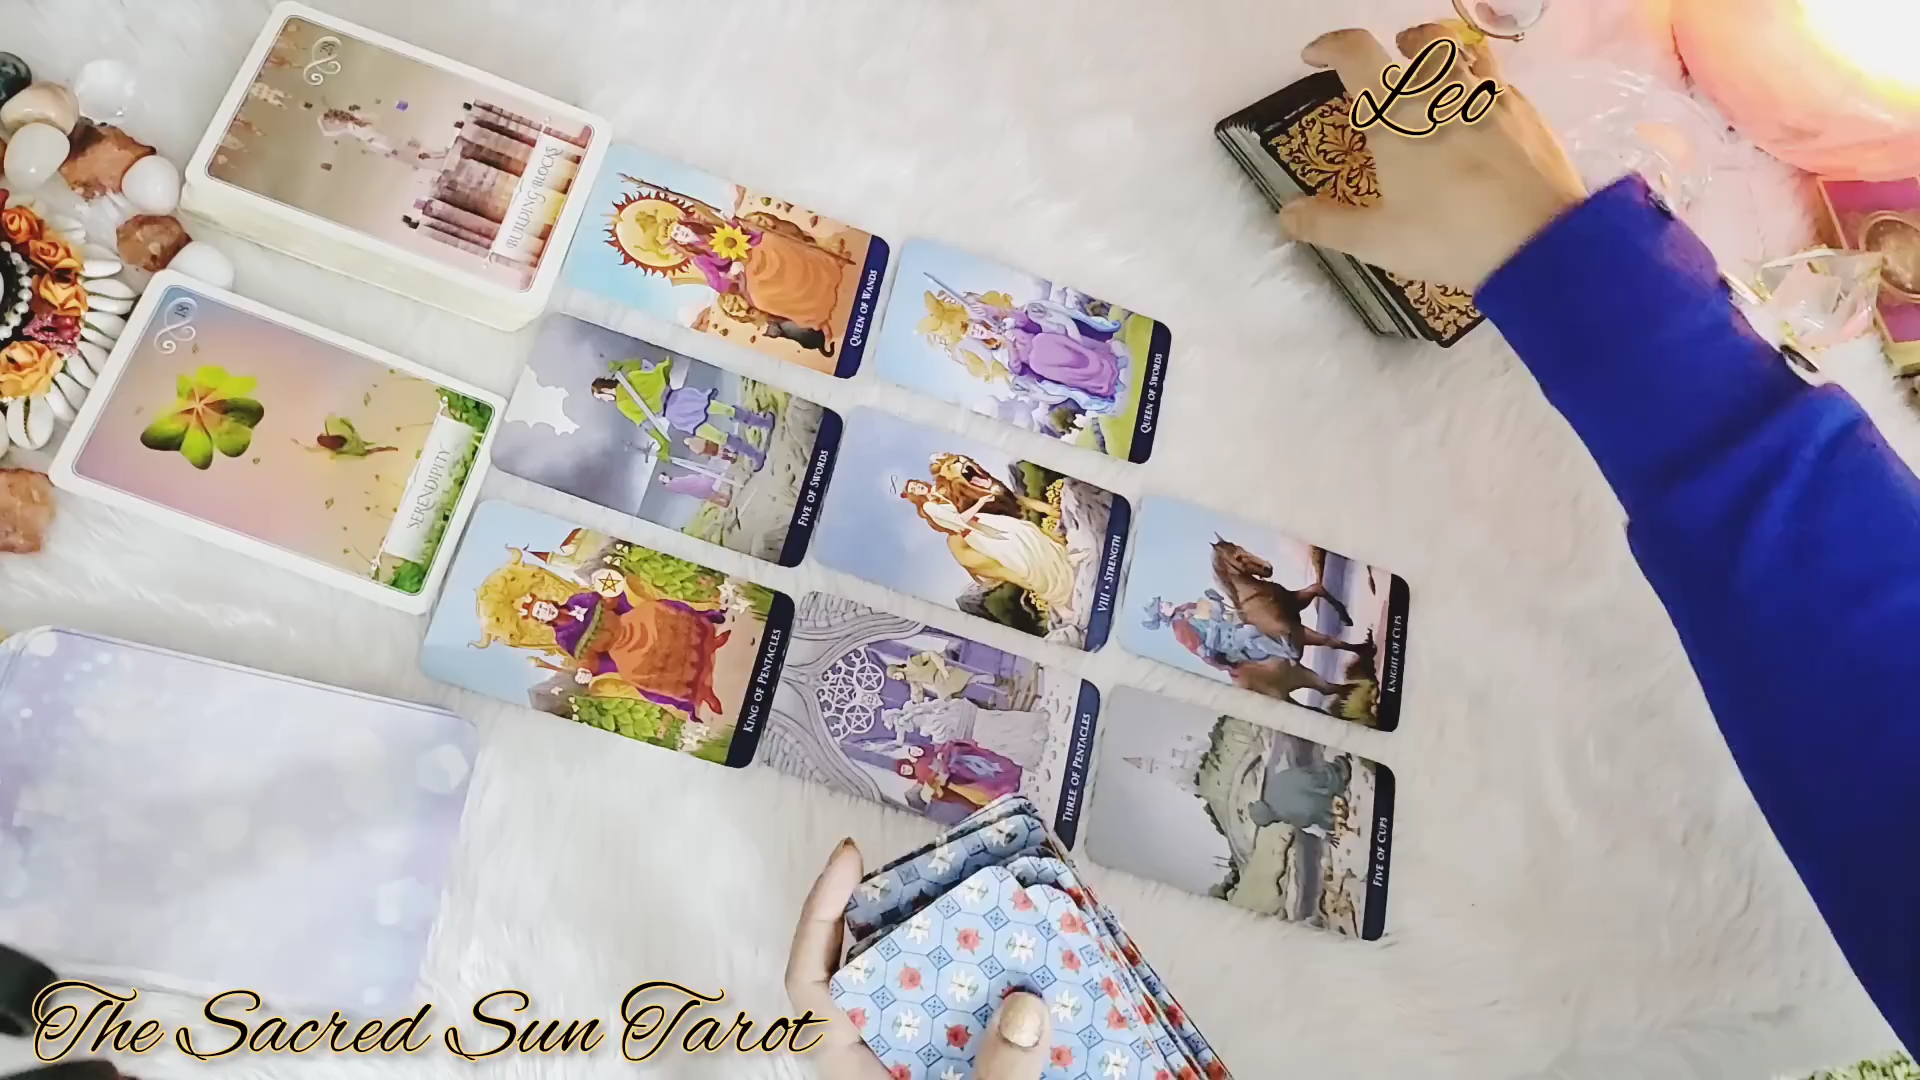 Leo
BUILDING BLOCKS
QUEEN OF WANDS
QUEEN OF SWORDS
SERENDIPITY
FIVE OF SWORDS
VIII • STRENGTH
KNIGHT OF CUPS
KING OF PENTACLES
THREE OF PENTACLES
FIVE OF CUPS
The Sacred Sun Tarot